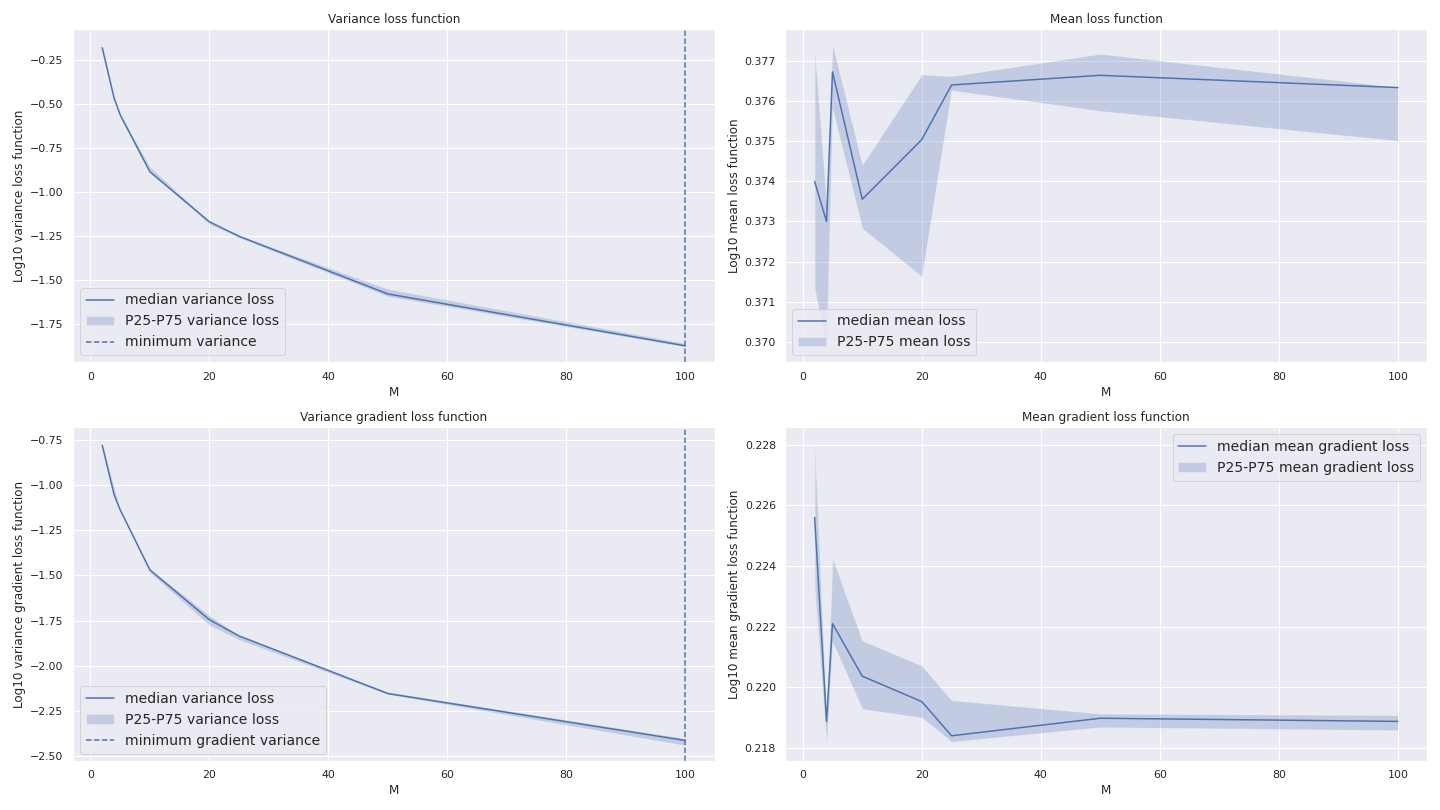 Variance loss function
Log10 variance loss function
−0.25
−0.50
−0.75
−1.00
−1.25
−1.50
−1.75
median variance loss
P25-P75 variance loss
minimum variance
0 20 40 60 80 100
M
Mean loss function
Log10 mean loss function
0.377
0.376
0.375
0.374
0.373
0.372
0.371
0.370
median mean loss
P25-P75 mean loss
0 20 40 60 80 100
M
Variance gradient loss function
Log10 variance gradient loss function
−0.75
−1.00
−1.25
−1.50
−1.75
−2.00
−2.25
−2.50
median variance loss
P25-P75 variance loss
minimum gradient variance
0 20 40 60 80 100
M
Mean gradient loss function
Log10 mean gradient loss function
0.228
0.226
0.224
0.222
0.220
0.218
median mean gradient loss
P25-P75 mean gradient loss
0 20 40 60 80 100
M